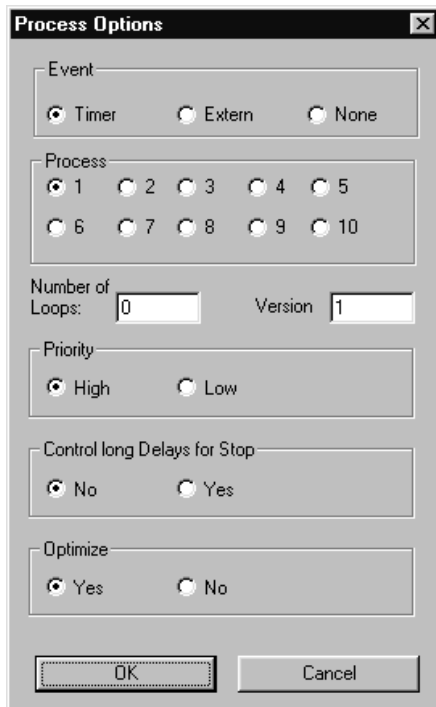 Process Options
Event
Timer Extern None
Process
1 2 3 4 5
6 7 8 9 10
Number of
Loops: 0 Version 1
Priority
High Low
Control long Delays for Stop
No Yes
Optimize
Yes No
OK Cancel